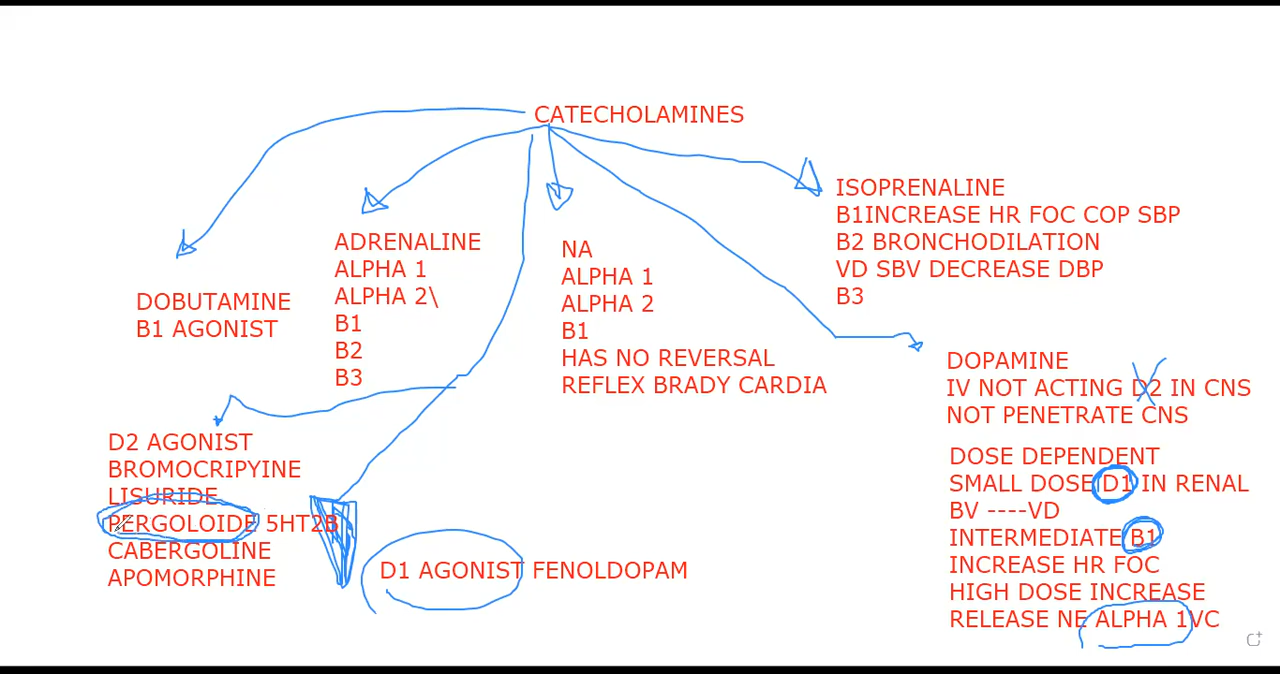 CATECHOLAMINES
DOBUTAMINE
B1 AGONIST
ADRENALINE
ALPHA 1
ALPHA 2\
B1
B2
B3
NA
ALPHA 1
ALPHA 2
B1
HAS NO REVERSAL
REFLEX BRADY CARDIA
ISOPRENALINE
B1INCREASE HR FOC COP SBP
B2 BRONCHODILATION
VD SBV DECREASE DBP
B3
DOPAMINE
IV NOT ACTING D2 IN CNS
NOT PENETRATE CNS
DOSE DEPENDENT
SMALL DOSE D1 IN RENAL
BV ----VD
INTERMEDIATE B1
INCREASE HR FOC
HIGH DOSE INCREASE
RELEASE NE ALPHA 1VC
D2 AGONIST
BROMOCRIPYINE
LISURIDE
PERGOLOIDE 5HT2B
CABERGOLINE
APOMORPHINE
D1 AGONIST FENOLDOPAM